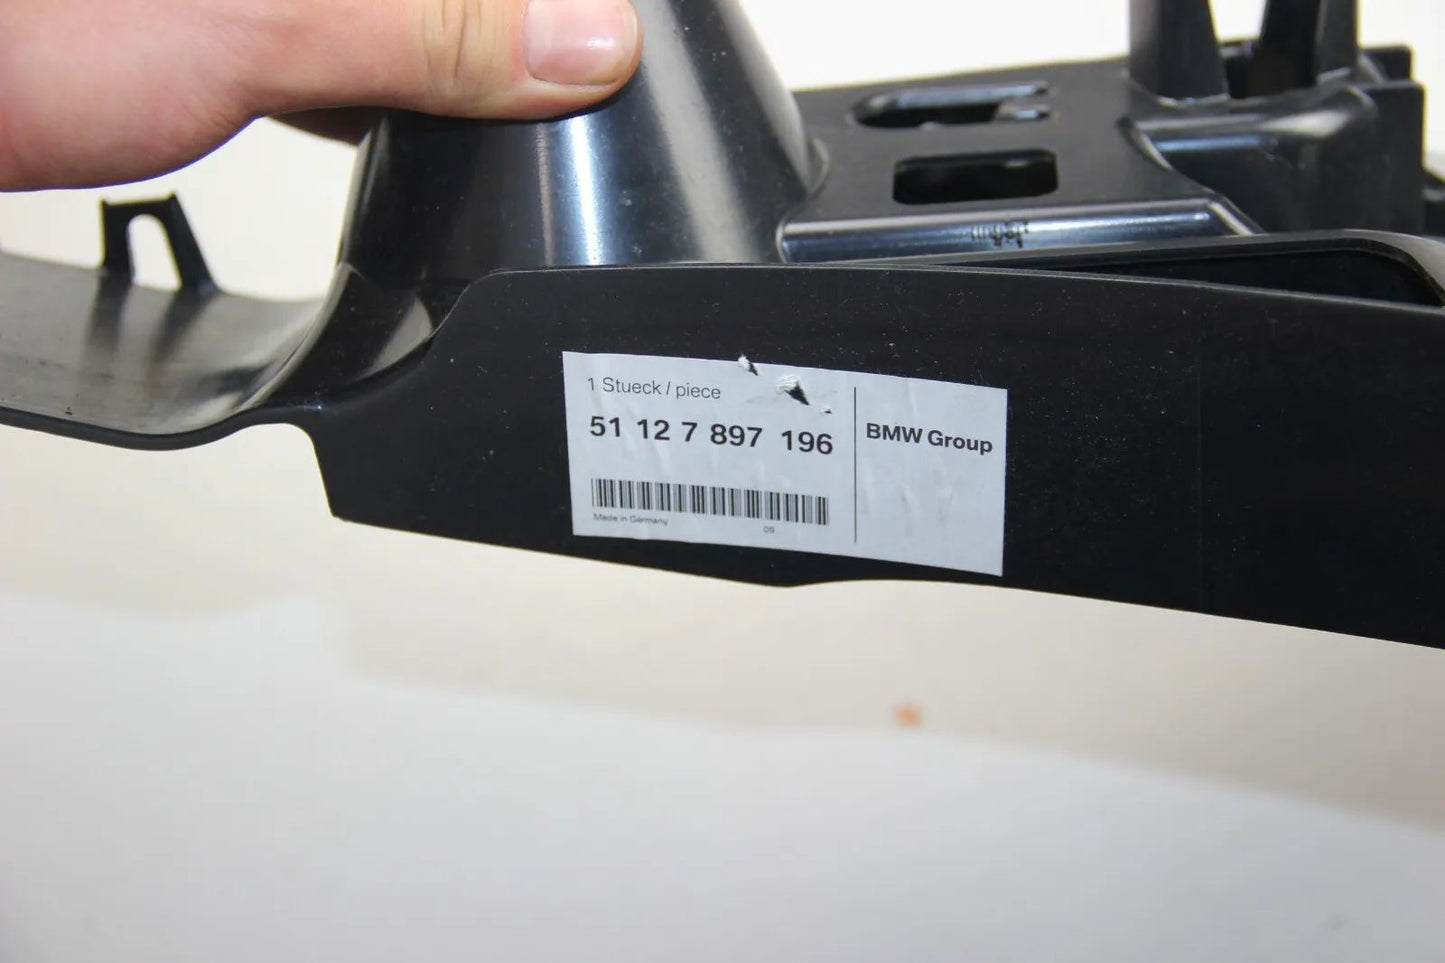 1 Stueck / piece
51 12 7 897 196
BMW Group
Made in Germany
09